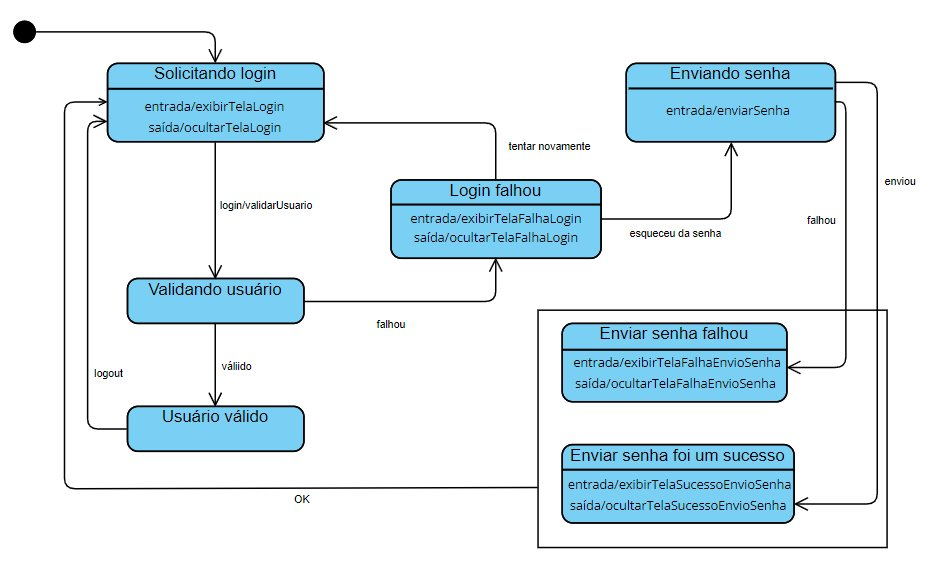 Solicitando login
entrada/exibirTelaLogin
saída/ocultarTelaLogin
Enviando senha
entrada/enviarSenha
tentar novamente
Login falhou
entrada/exibirTelaFalhaLogin
saída/ocultarTelaFalhaLogin
enviou
login/validarUsuario
falhou
esqueceu da senha
Validando usuário
falhou
Enviar senha falhou
entrada/exibirTelaFalhaEnvioSenha
saída/ocultarTelaFalhaEnvioSenha
váliido
logout
Usuário válido
Enviar senha foi um sucesso
entrada/exibirTelaSucessoEnvioSenha
saída/ocultarTelaSucessoEnvioSenha
OK